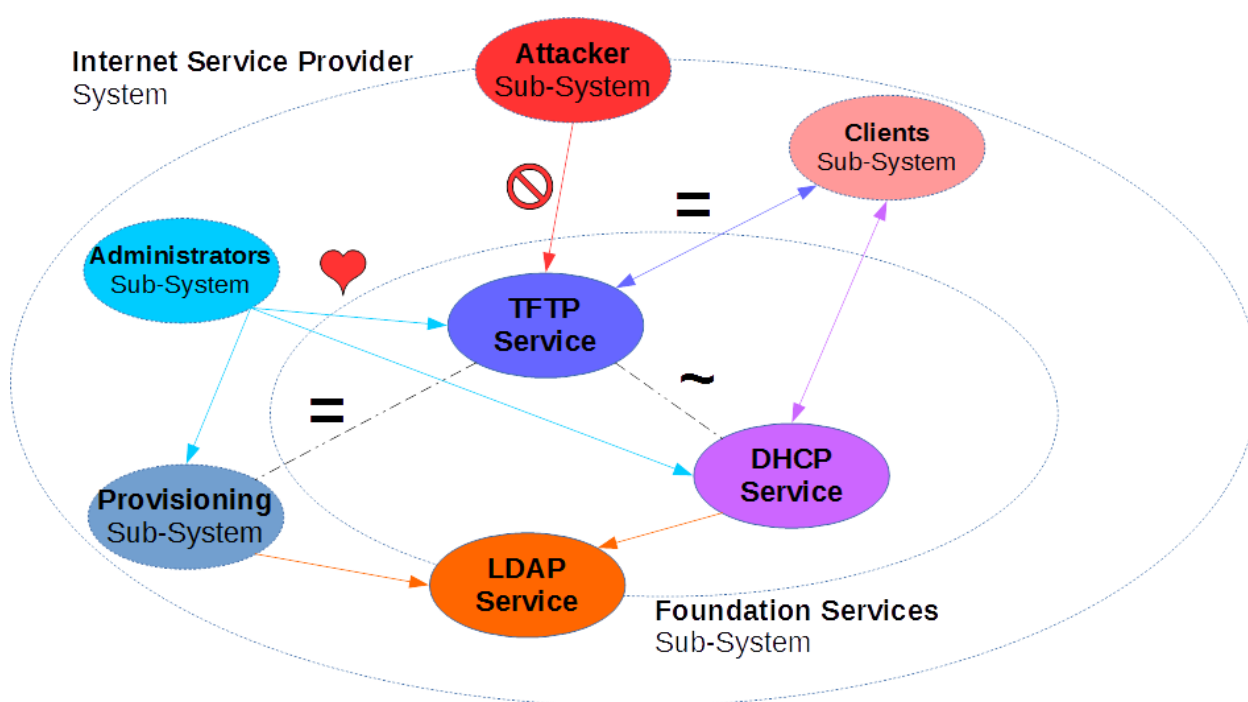 Internet Service Provider
System
Attacker
Sub-System
Clients
Sub-System
=
Administrators
Sub-System
TFTP
Service
=
~
DHCP
Service
Provisioning
Sub-System
LDAP
Service
Foundation Services
Sub-System